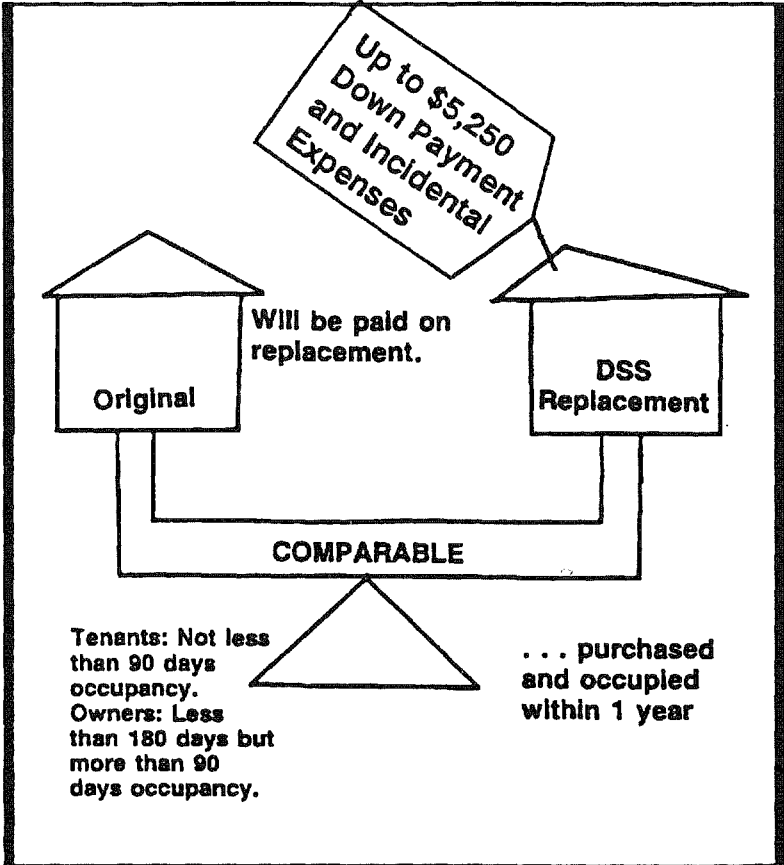 Up to $5,250
Down Payment
and Incidental
Expenses
Will be paid on
replacement.
Original
DSS
Replacement
COMPARABLE
Tenants: Not less
than 90 days
occupancy.
Owners: Less
than 180 days but
more than 90
days occupancy.
. . . purchased
and occupied
within 1 year